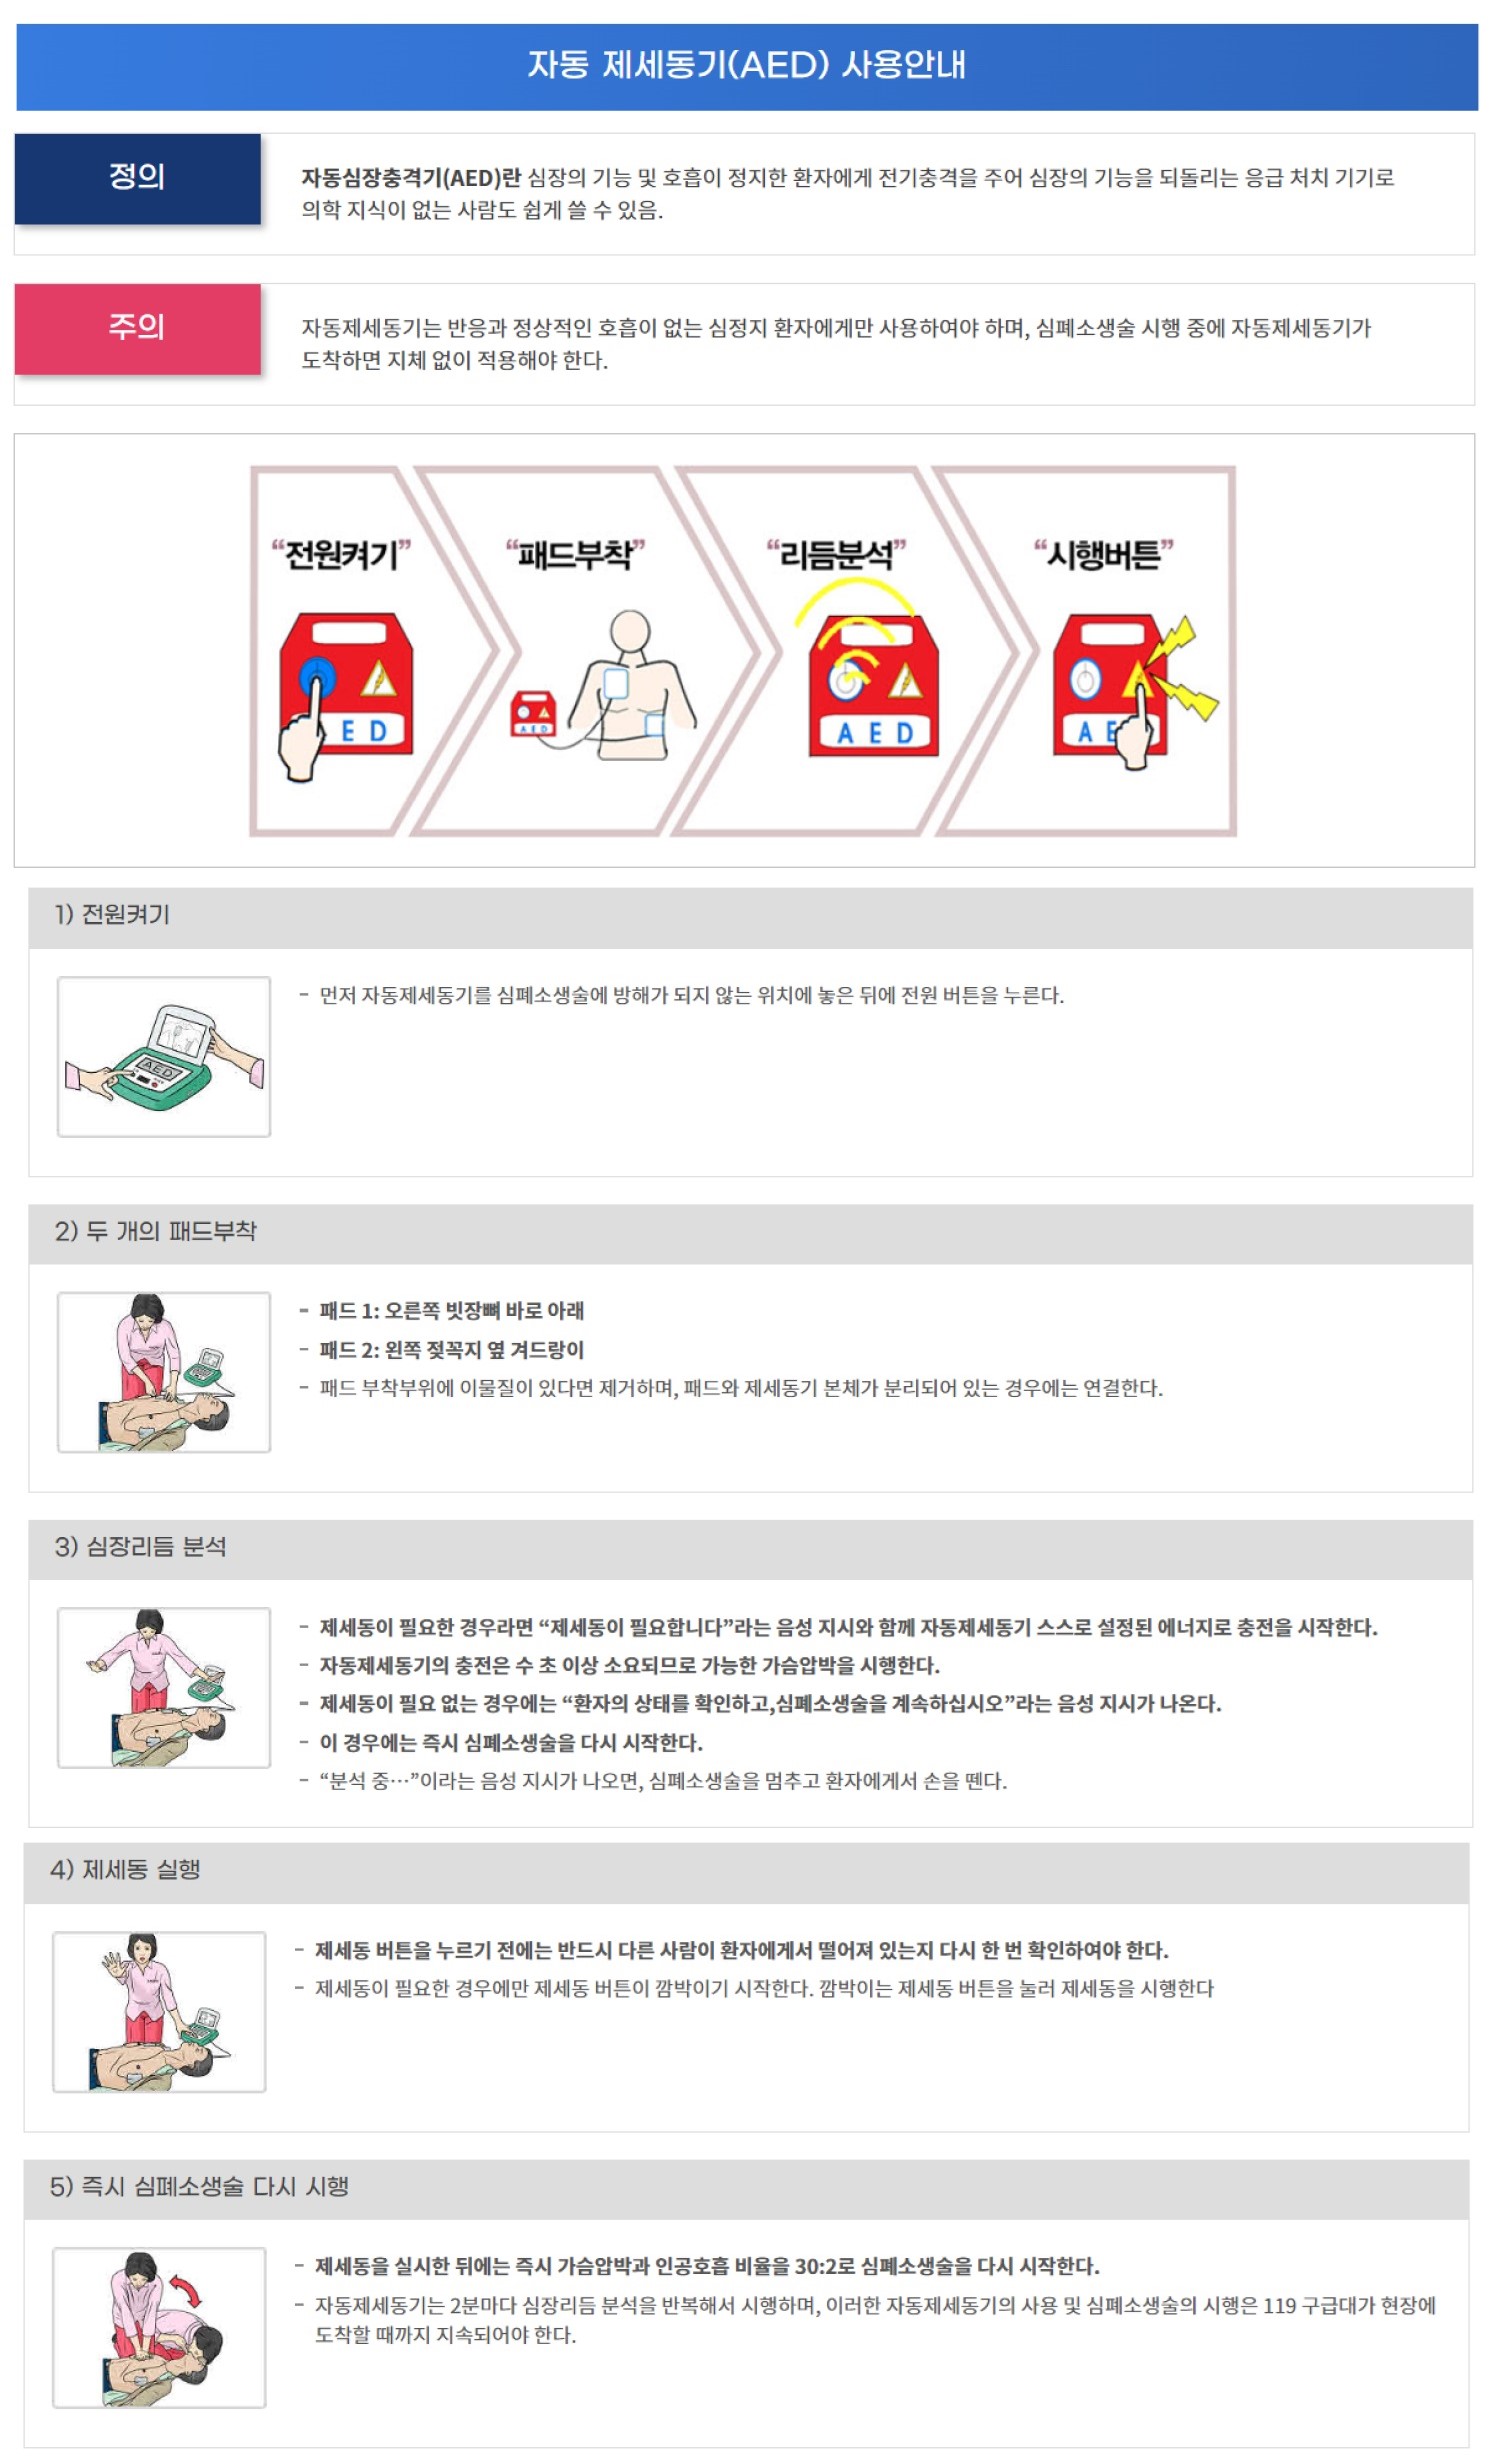 자동 제세동기(AED) 사용안내
정의
자동심장충격기(AED)란 심장의 기능 및 호흡이 정지한 환자에게 전기충격을 주어 심장의 기능을 되돌리는 응급 처치 기기로
의학 지식이 없는 사람도 쉽게 쓸 수 있음.
주의
자동제세동기는 반응과 정상적인 호흡이 없는 심정지 환자에게만 사용하여야 하며, 심폐소생술 시행 중에 자동제세동기가
도착하면 지체 없이 적용해야 한다.
“전원켜기”
“패드부착”
“리듬분석”
“시행버튼”
E D
A E D
A E D
A E
1) 전원켜기
AED
- 먼저 자동제세동기를 심폐소생술에 방해가 되지 않는 위치에 놓은 뒤에 전원 버튼을 누른다.
2) 두 개의 패드부착
- 패드 1: 오른쪽 빗장뼈 바로 아래
- 패드 2: 왼쪽 젖꼭지 옆 겨드랑이
- 패드 부착부위에 이물질이 있다면 제거하며, 패드와 제세동기 본체가 분리되어 있는 경우에는 연결한다.
3) 심장리듬 분석
- 제세동이 필요한 경우라면 “제세동이 필요합니다”라는 음성 지시와 함께 자동제세동기 스스로 설정된 에너지로 충전을 시작한다.
- 자동제세동기의 충전은 수 초 이상 소요되므로 가능한 가슴압박을 시행한다.
- 제세동이 필요 없는 경우에는 “환자의 상태를 확인하고,심폐소생술을 계속하십시오”라는 음성 지시가 나온다.
- 이 경우에는 즉시 심폐소생술을 다시 시작한다.
- “분석 중…”이라는 음성 지시가 나오면, 심폐소생술을 멈추고 환자에게서 손을 뗀다.
4) 제세동 실행
- 제세동 버튼을 누르기 전에는 반드시 다른 사람이 환자에게서 떨어져 있는지 다시 한 번 확인하여야 한다.
- 제세동이 필요한 경우에만 제세동 버튼이 깜박이기 시작한다. 깜박이는 제세동 버튼을 눌러 제세동을 시행한다
5) 즉시 심폐소생술 다시 시행
- 제세동을 실시한 뒤에는 즉시 가슴압박과 인공호흡 비율을 30:2로 심폐소생술을 다시 시작한다.
- 자동제세동기는 2분마다 심장리듬 분석을 반복해서 시행하며, 이러한 자동제세동기의 사용 및 심폐소생술의 시행은 119 구급대가 현장에
도착할 때까지 지속되어야 한다.